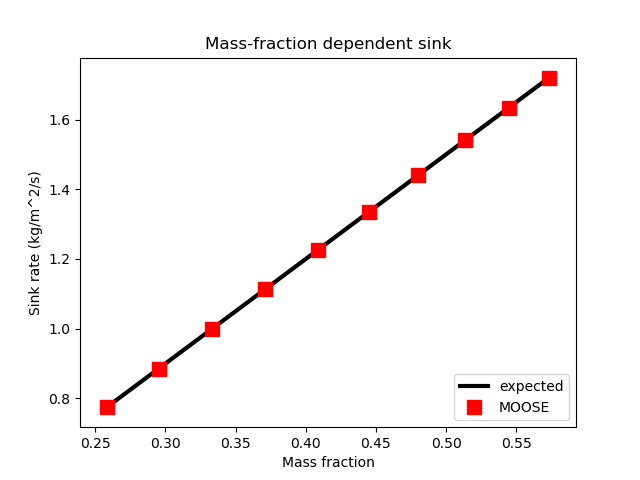 Mass-fraction dependent sink
Sink rate (kg/m^2/s)
1.6
1.4
1.2
1.0
0.8
expected
MOOSE
0.25 0.30 0.35 0.40 0.45 0.50 0.55
Mass fraction